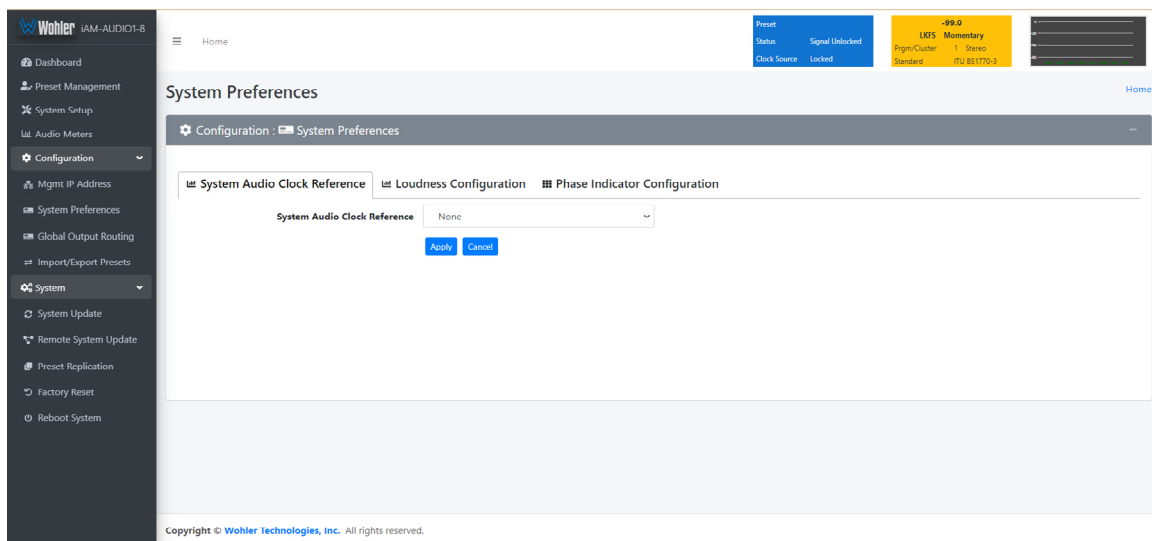 Wohler iAM-AUDIO1-8
Dashboard
Preset Management
System Setup
Audio Meters
Configuration
Mgmt IP Address
System Preferences
Global Output Routing
Import/Export Presets
System
System Update
Remote System Update
Preset Replication
Factory Reset
Reboot System
Home
Preset
Status Signal Unlocked
Clock Source Locked
-99.0
LKFS Momentary
Prgm/Cluster 1 Stereo
Standard ITU BS1770-3
System Preferences
Home
Configuration : System Preferences
System Audio Clock Reference Loudness Configuration Phase Indicator Configuration
System Audio Clock Reference None
Apply Cancel
Copyright © Wohler Technologies, Inc. All rights reserved.